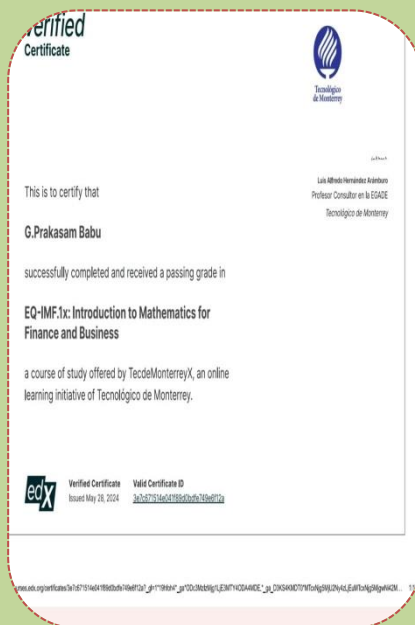 Verified
Certificate
Tecnológico
de Monterrey
Luis Alfredo Hernández Arámburo
Profesor Consultor en la EGADE
Tecnológico de Monterrey
This is to certify that
G.Prakasam Babu
successfully completed and received a passing grade in
EQ-IMF.1x: Introduction to Mathematics for
Finance and Business
a course of study offered by TecdeMonterreyX, an online
learning initiative of Tecnológico de Monterrey.
edX
Verified Certificate
Issued May 28, 2024
Valid Certificate ID